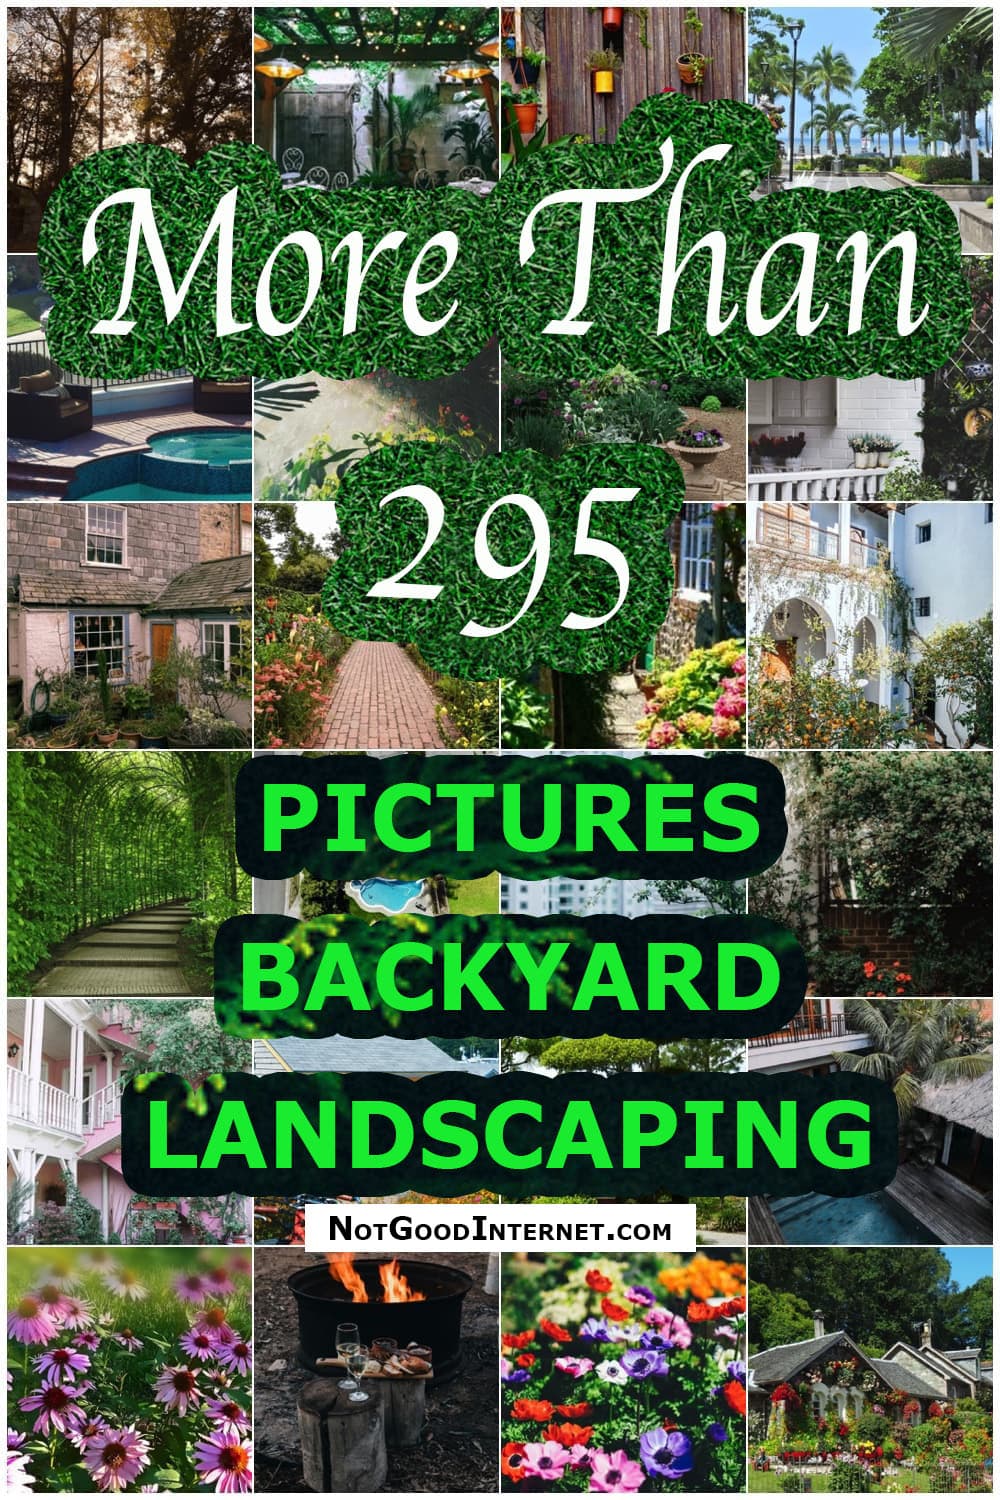 More Than
295
PICTURES
BACKYARD
LANDSCAPING
NOTGOODINTERNET.COM